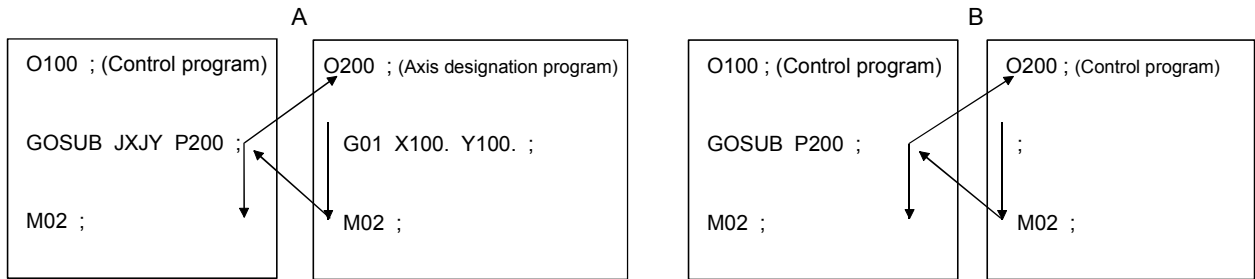 A
O100 ; (Control program)
GOSUB JXJY P200 ;
M02 ;
O200 ; (Axis designation program)
G01 X100. Y100. ;
M02 ;
B
O100 ; (Control program)
GOSUB P200 ;
M02 ;
O200 ; (Control program)
;
M02 ;